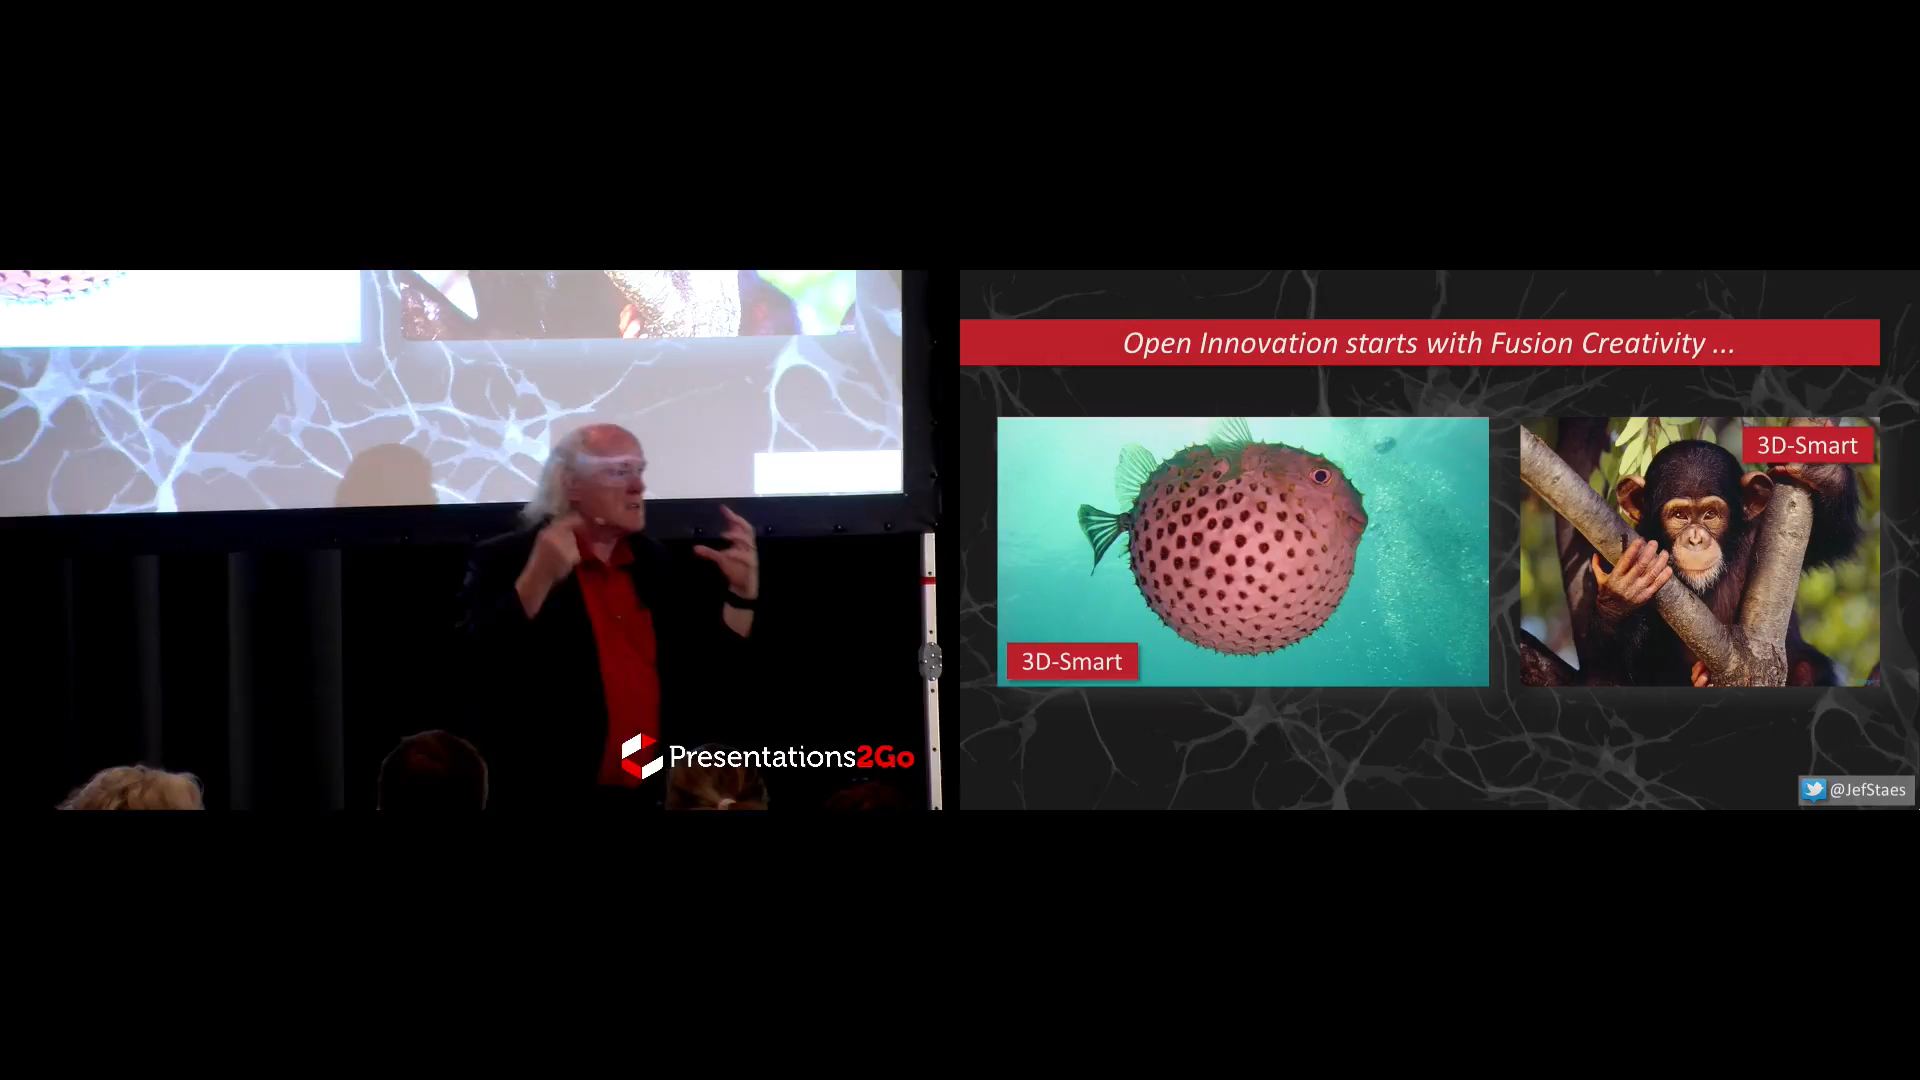 Presentations2Go
Open Innovation starts with Fusion Creativity ...
3D-Smart
3D-Smart
@JefStaes